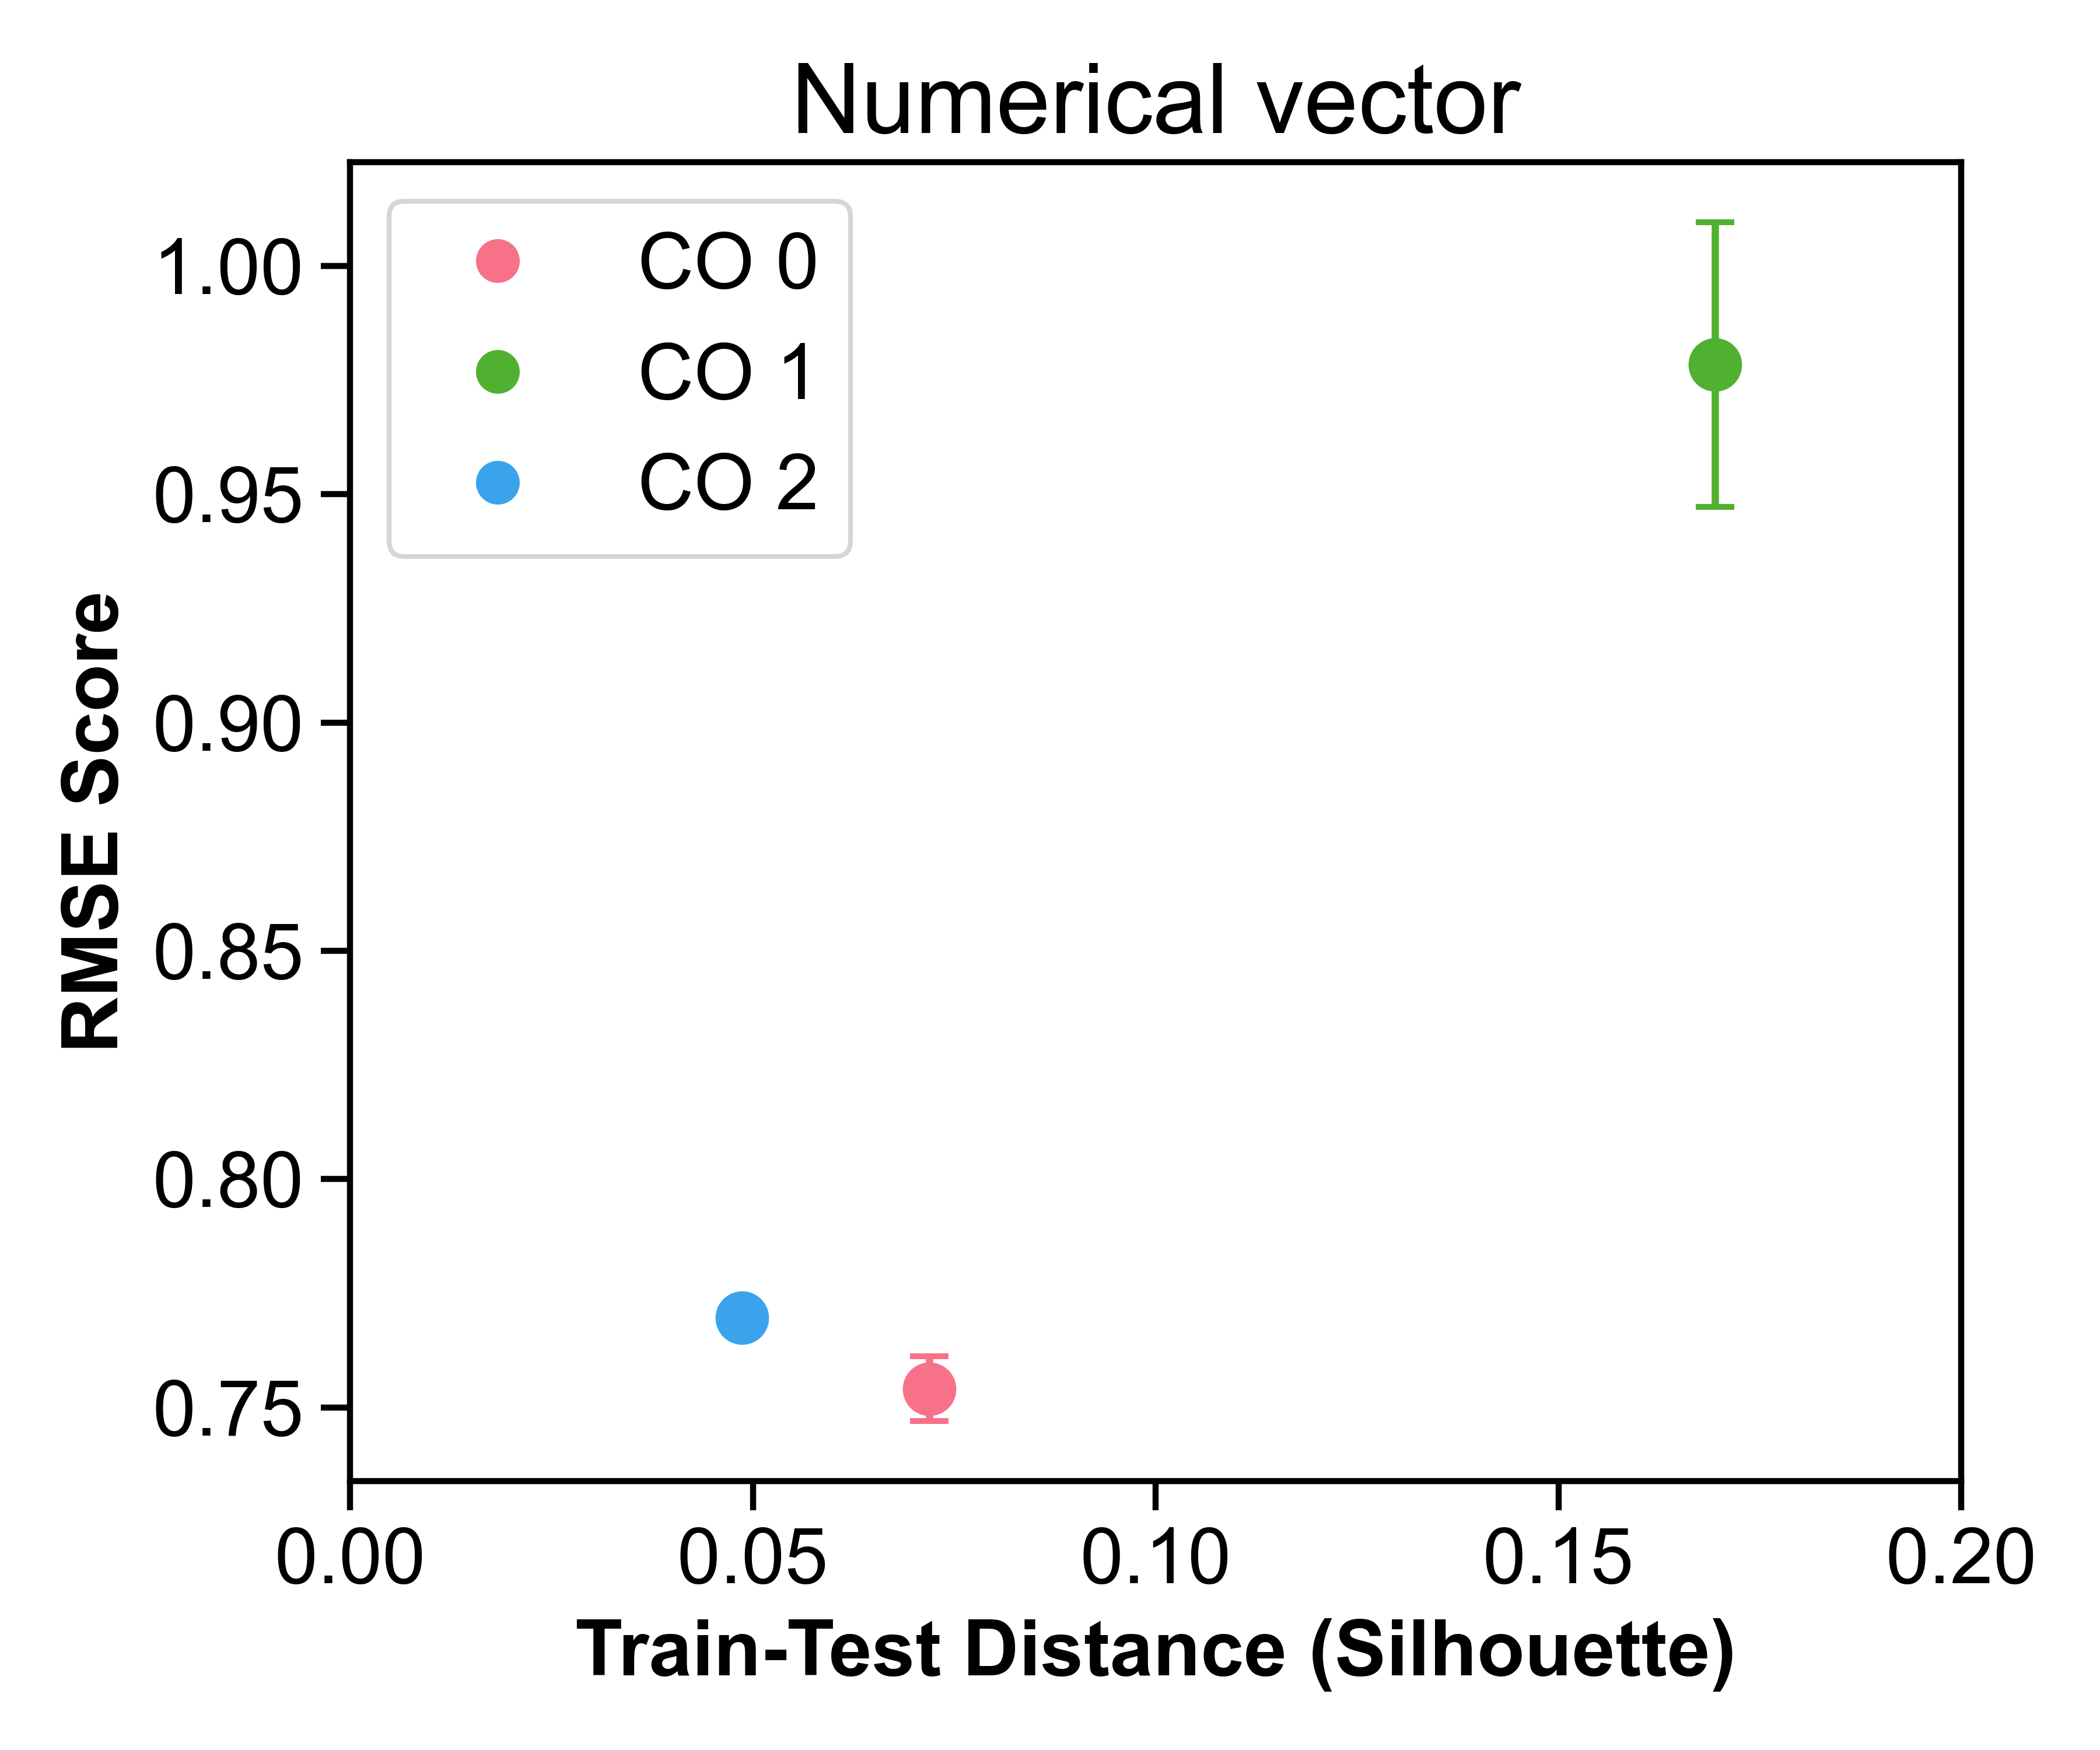 Numerical vector
CO 0
CO 1
CO 2
1.00
0.95
0.90
0.85
0.80
0.75
RMSE Score
0.00 0.05 0.10 0.15 0.20
Train-Test Distance (Silhouette)